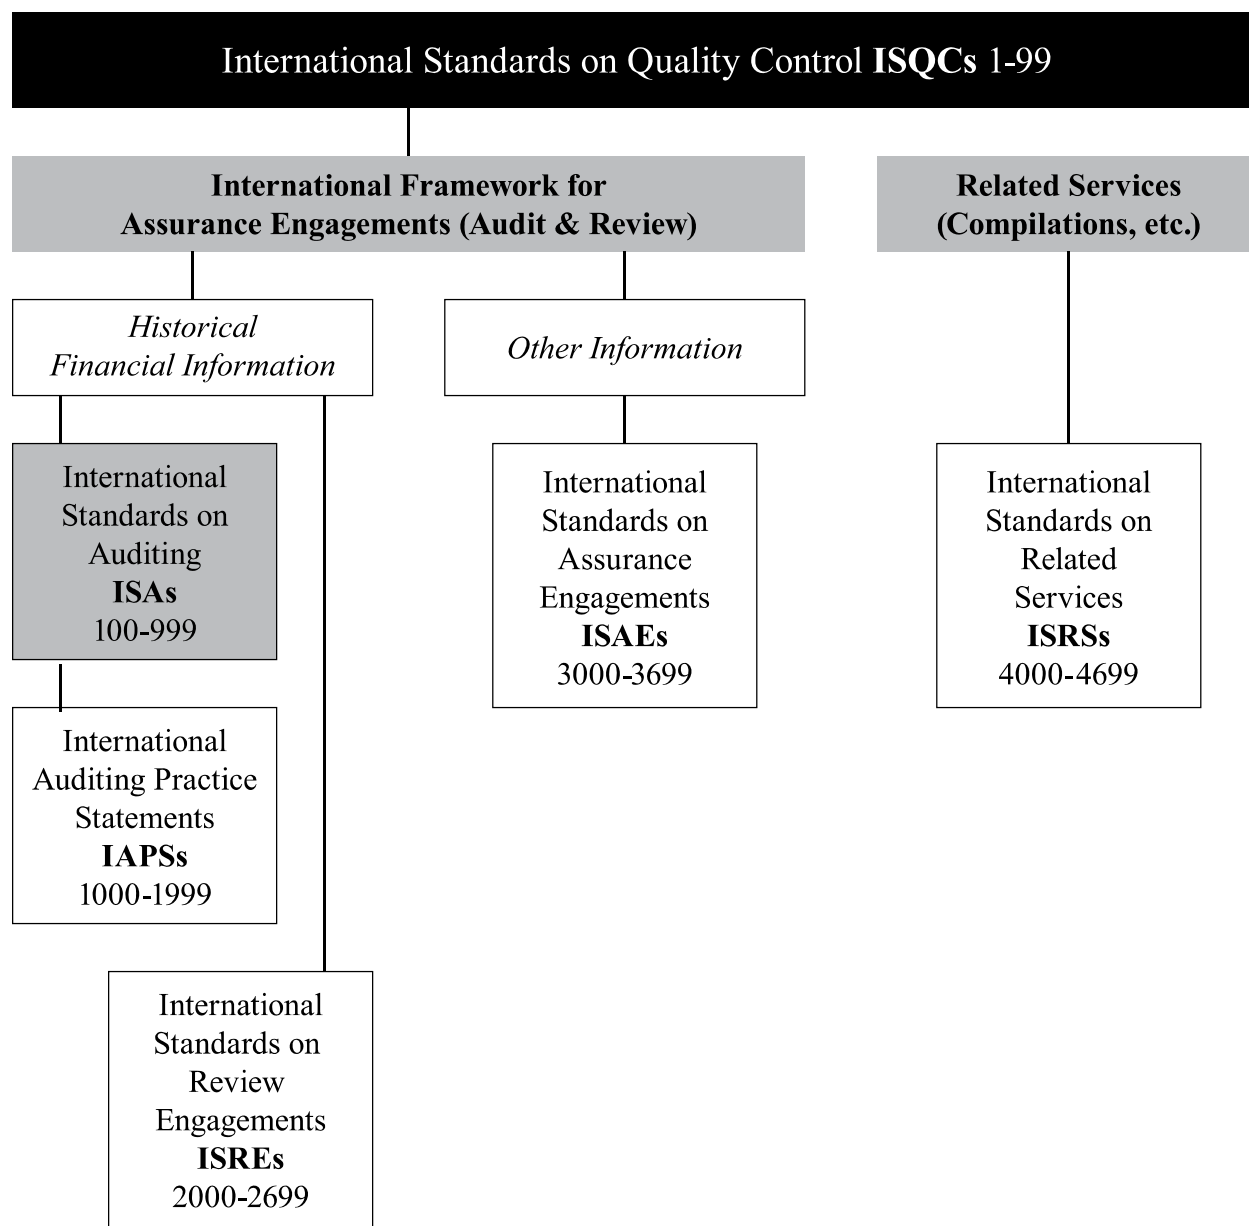 International Standards on Quality Control ISQCs 1-99
International Framework for
Assurance Engagements (Audit & Review)
Related Services
(Compilations, etc.)
Historical
Financial Information
Other Information
International
Standards on
Auditing
ISAs
100-999
International
Standards on
Assurance
Engagements
ISAEs
3000-3699
International
Standards on
Related
Services
ISRSs
4000-4699
International
Auditing Practice
Statements
IAPSs
1000-1999
International
Standards on
Review
Engagements
ISREs
2000-2699